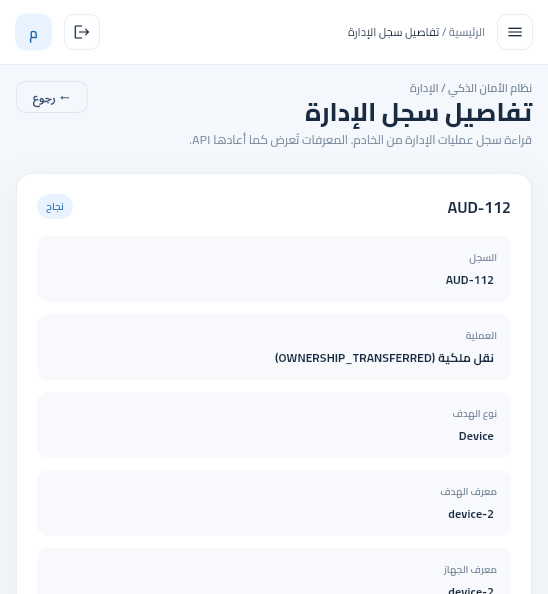 الرئيسية / تفاصيل سجل الإدارة
م
نظام الأمان الذكي / الإدارة
تفاصيل سجل الإدارة
← رجوع
قراءة سجل عمليات الإدارة من الخادم. المعرفات تُعرض كما أعادها API.
AUD-112
نجاح
السجل
AUD-112
العملية
نقل ملكية (OWNERSHIP_TRANSFERRED)
نوع الهدف
Device
معرف الهدف
device-2
معرف الجهاز
device-2